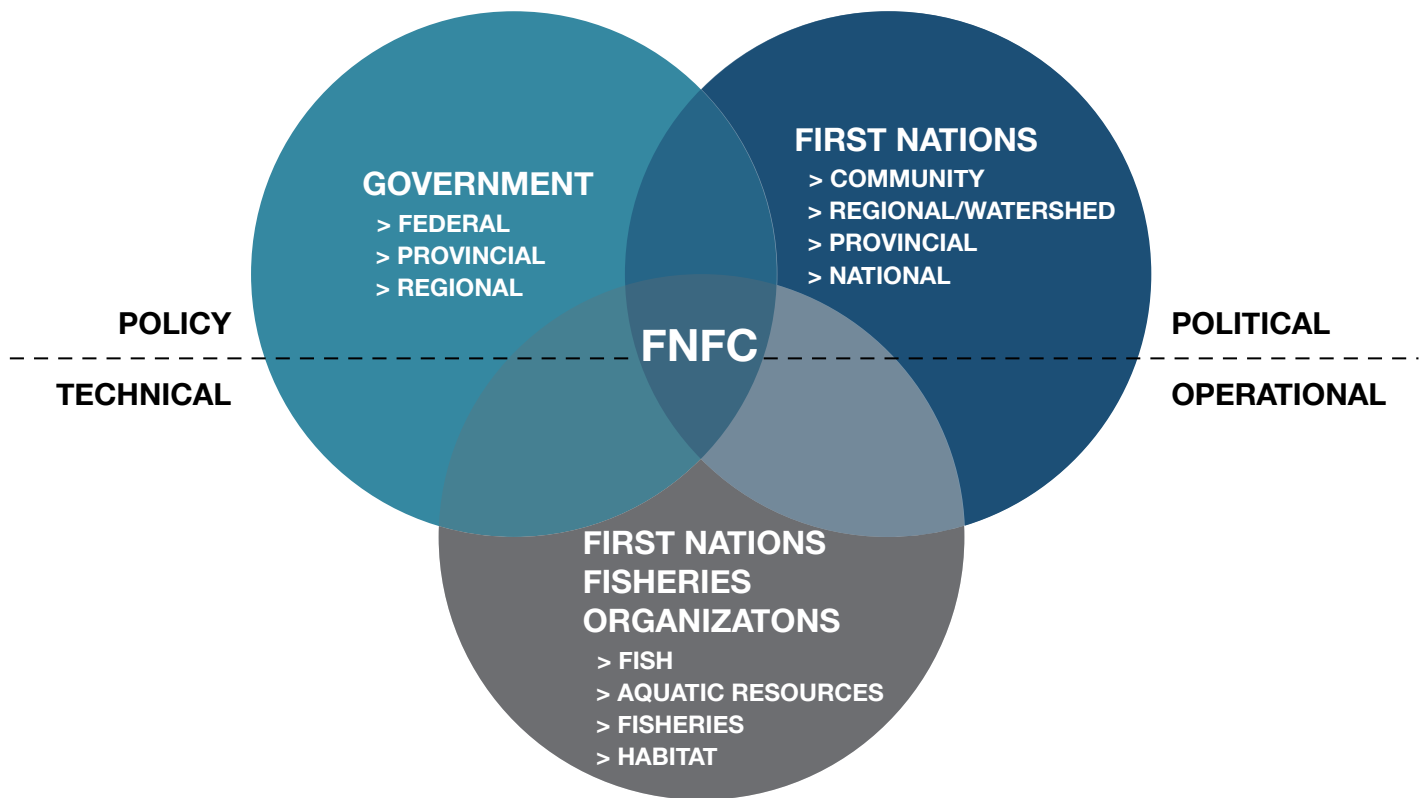 GOVERNMENT
> FEDERAL
> PROVINCIAL
> REGIONAL
FIRST NATIONS
> COMMUNITY
> REGIONAL/WATERSHED
> PROVINCIAL
> NATIONAL
POLICY
TECHNICAL
FNFC
POLITICAL
OPERATIONAL
FIRST NATIONS
FISHERIES
ORGANIZATONS
> FISH
> AQUATIC RESOURCES
> FISHERIES
> HABITAT